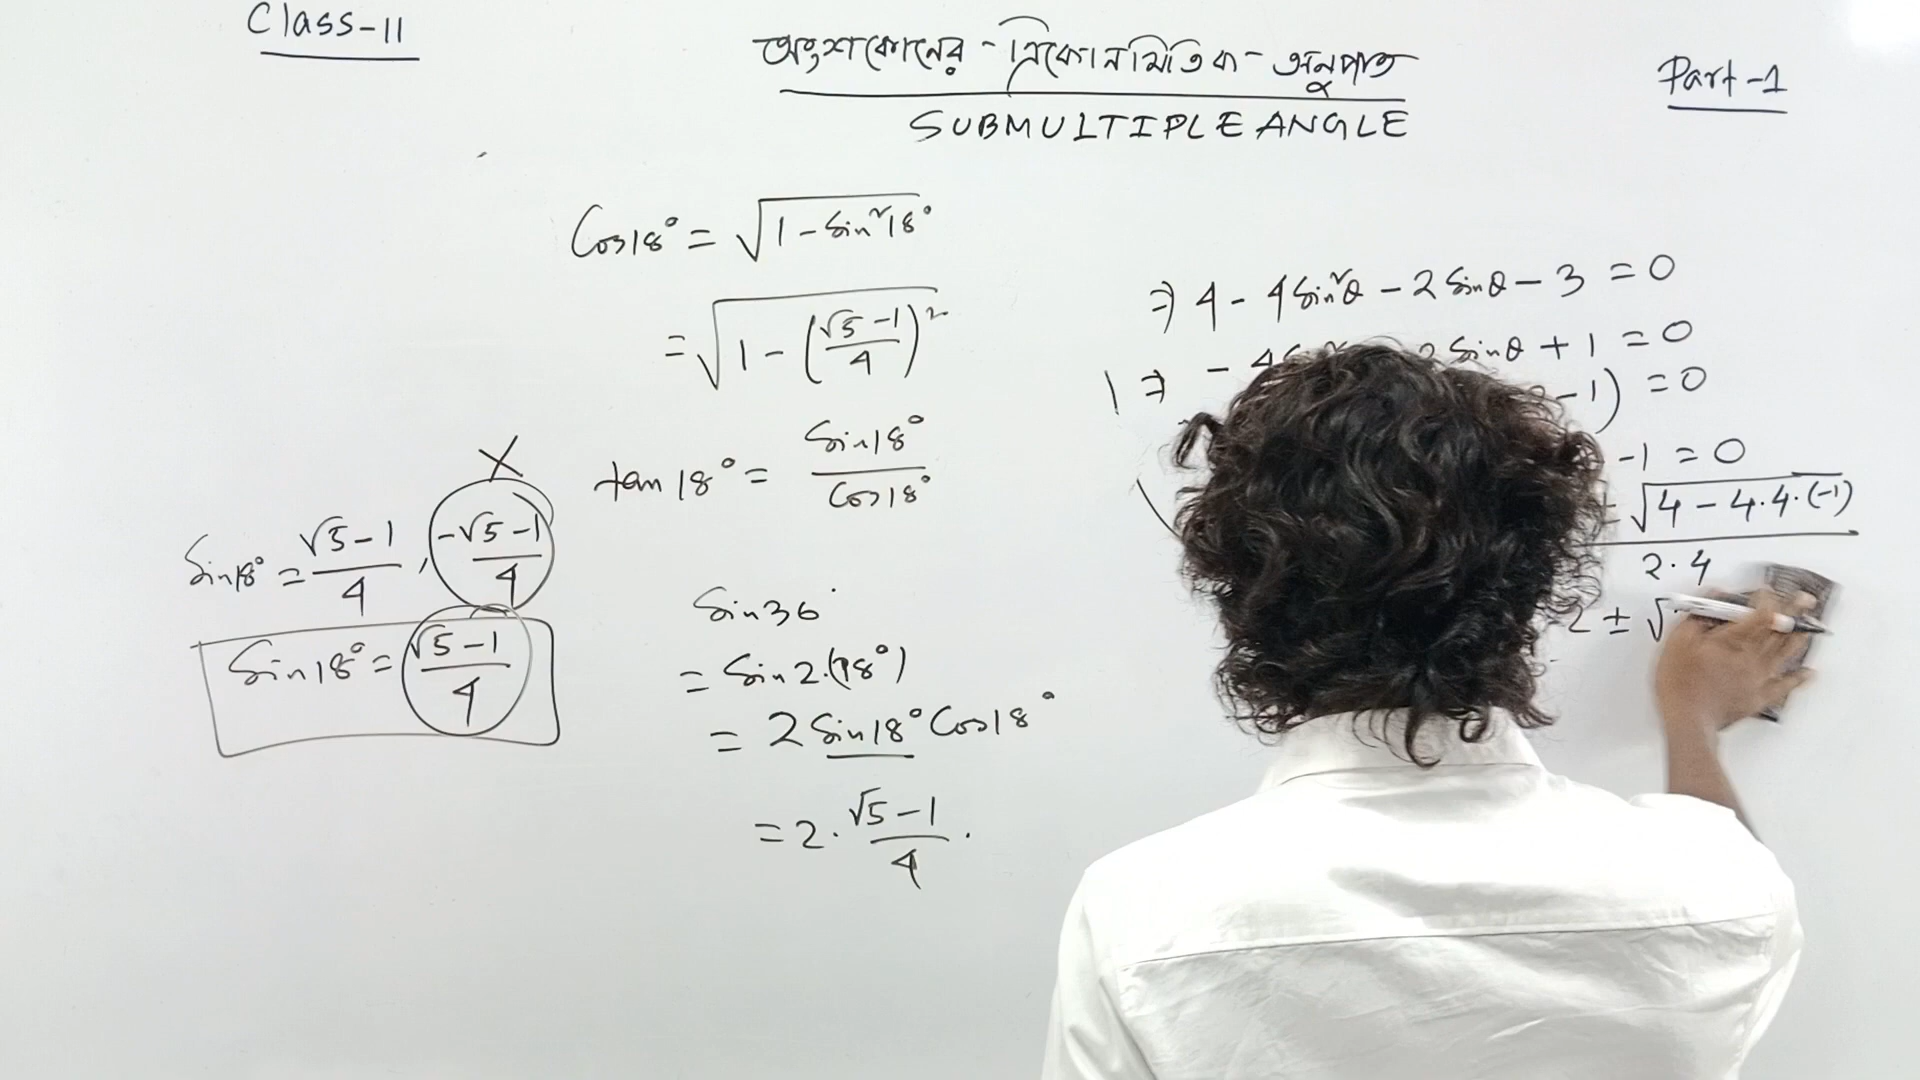 Class-11
অংশকোনের - ত্রিকোনমিতিক - অনুপাত
SUBMULTIPLE ANGLE
Part-1
Cos18° = √(1 - Sin²18°)
= √(1 - ((√5 - 1)/4)²)
tan18° = Sin18°/Cos18°
Sin18° = (√5 - 1)/4 , (-√5 - 1)/4
Sin18° = (√5 - 1)/4
Sin36°
= Sin2.(18°)
= 2 Sin18° Cos18°
= 2 . (√5 - 1)/4 .
⇒ 4 - 4Sin²θ - 2Sinθ - 3 = 0
⇒ - 4 2Sinθ + 1 = 0
-1) = 0
-1 = 0
√(4 - 4.4.(-1))
2.4
2 ± √